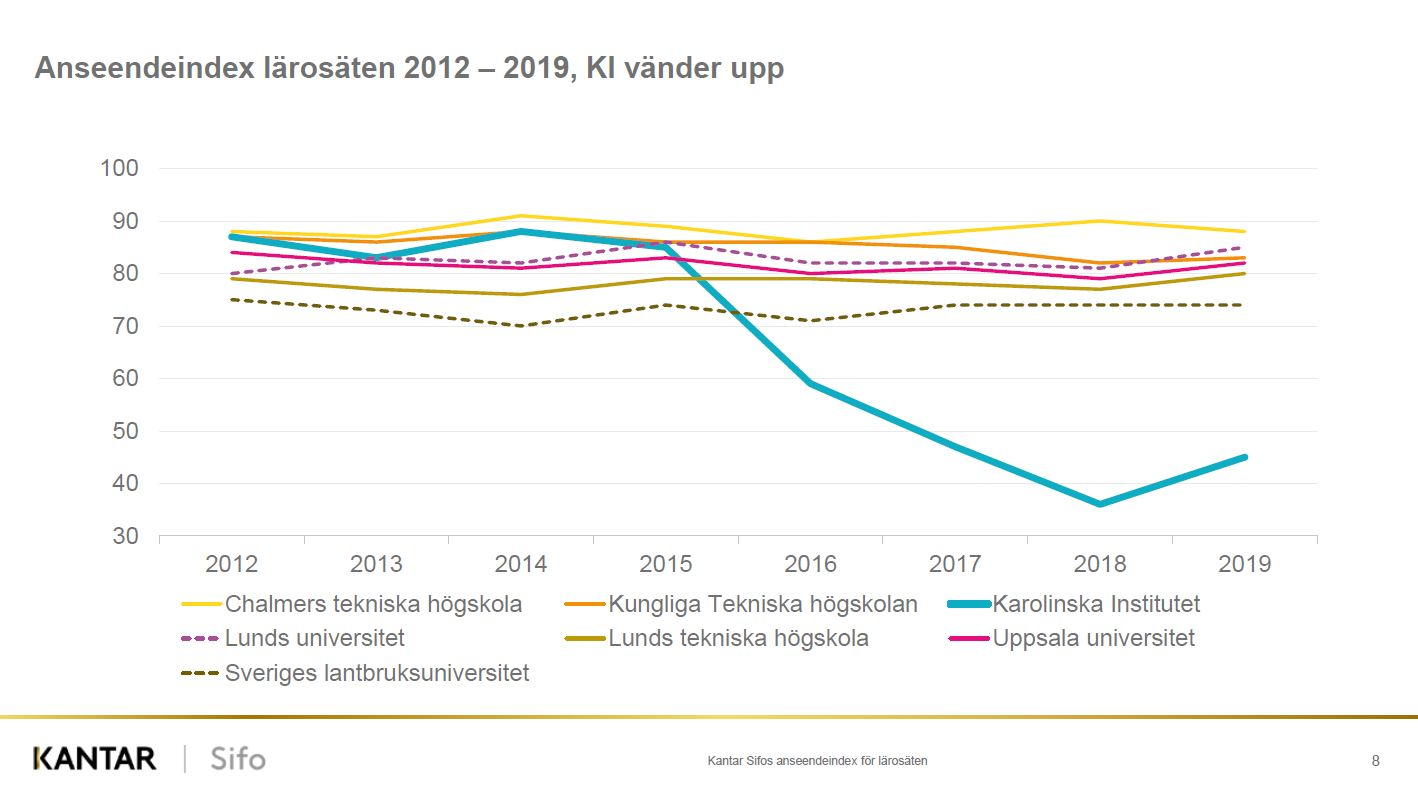 Anseendeindex lärosäten 2012 – 2019, KI vänder upp
100
90
80
70
60
50
40
30
2012 2013 2014 2015 2016 2017 2018 2019
Chalmers tekniska högskola Kungliga Tekniska högskolan Karolinska Institutet
Lunds universitet Lunds tekniska högskola Uppsala universitet
Sveriges lantbruksuniversitet
KANTAR Sifo Kantar Sifos anseendeindex för lärosäten 8